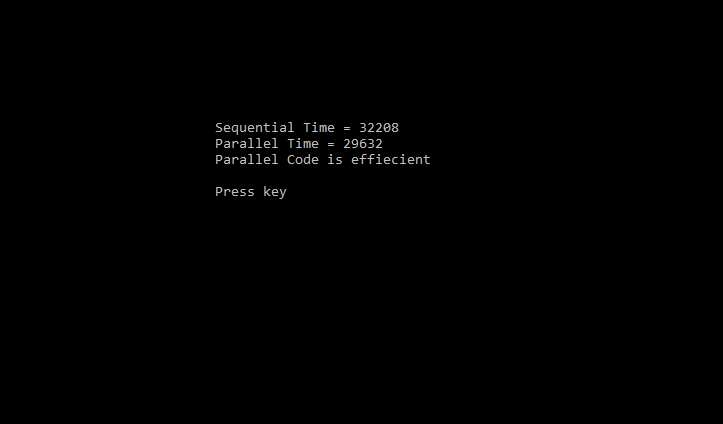 Sequential Time = 32208
Parallel Time = 29632
Parallel Code is effiecient
Press key